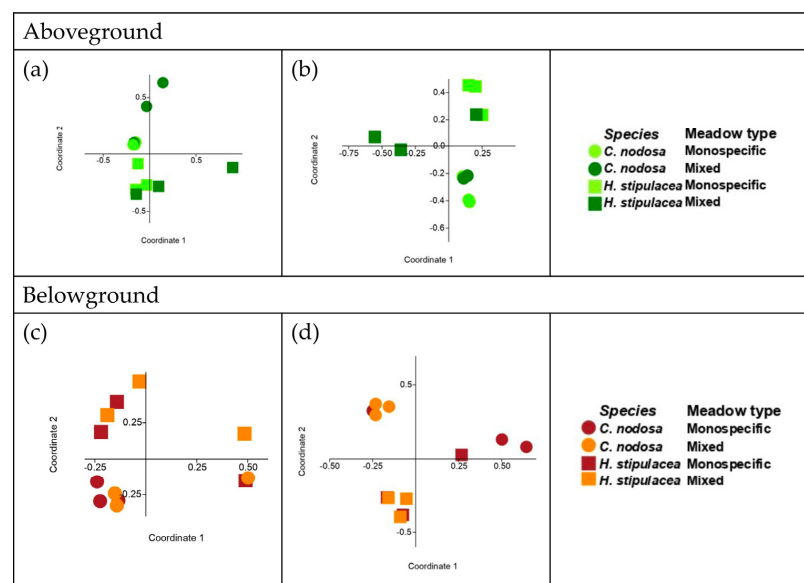 Aboveground
(a)
0.5
Coordinate 2
-0.5
0.5
-0.5
Coordinate 1
(b)
0.4
0.2
Coordinate 2
-0.75
-0.50
-0.25
0.0
0.25
-0.2
-0.4
-0.6
Coordinate 1
Species Meadow type
C. nodosa Monospecific
C. nodosa Mixed
H. stipulacea Monospecific
H. stipulacea Mixed
Belowground
(c)
0.25
Coordinate 2
-0.25
0.25
0.50
0.25
Coordinate 1
(d)
0.5
Coordinate 2
-0.50
-0.25
0.25
0.50
-0.5
Coordinate 1
Species Meadow type
C. nodosa Monospecific
C. nodosa Mixed
H. stipulacea Monospecific
H. stipulacea Mixed